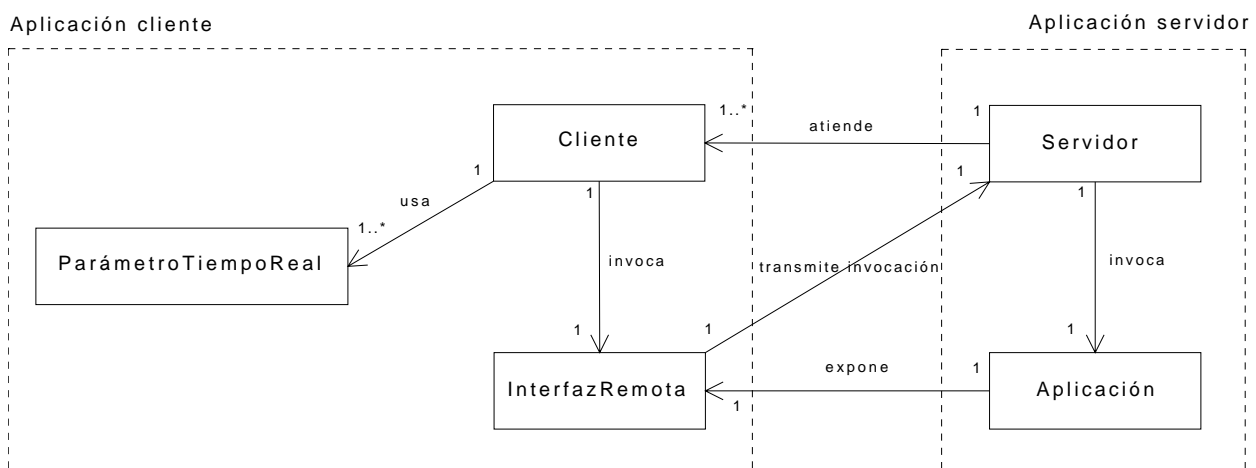 Aplicación cliente
Aplicación servidor
1..*
1
Cliente
atiende
Servidor
1
1
1
1
usa
1..*
ParámetroTiempoReal
invoca
transmite invocación
invoca
1
1
1
expone
1
InterfazRemota
Aplicación
1